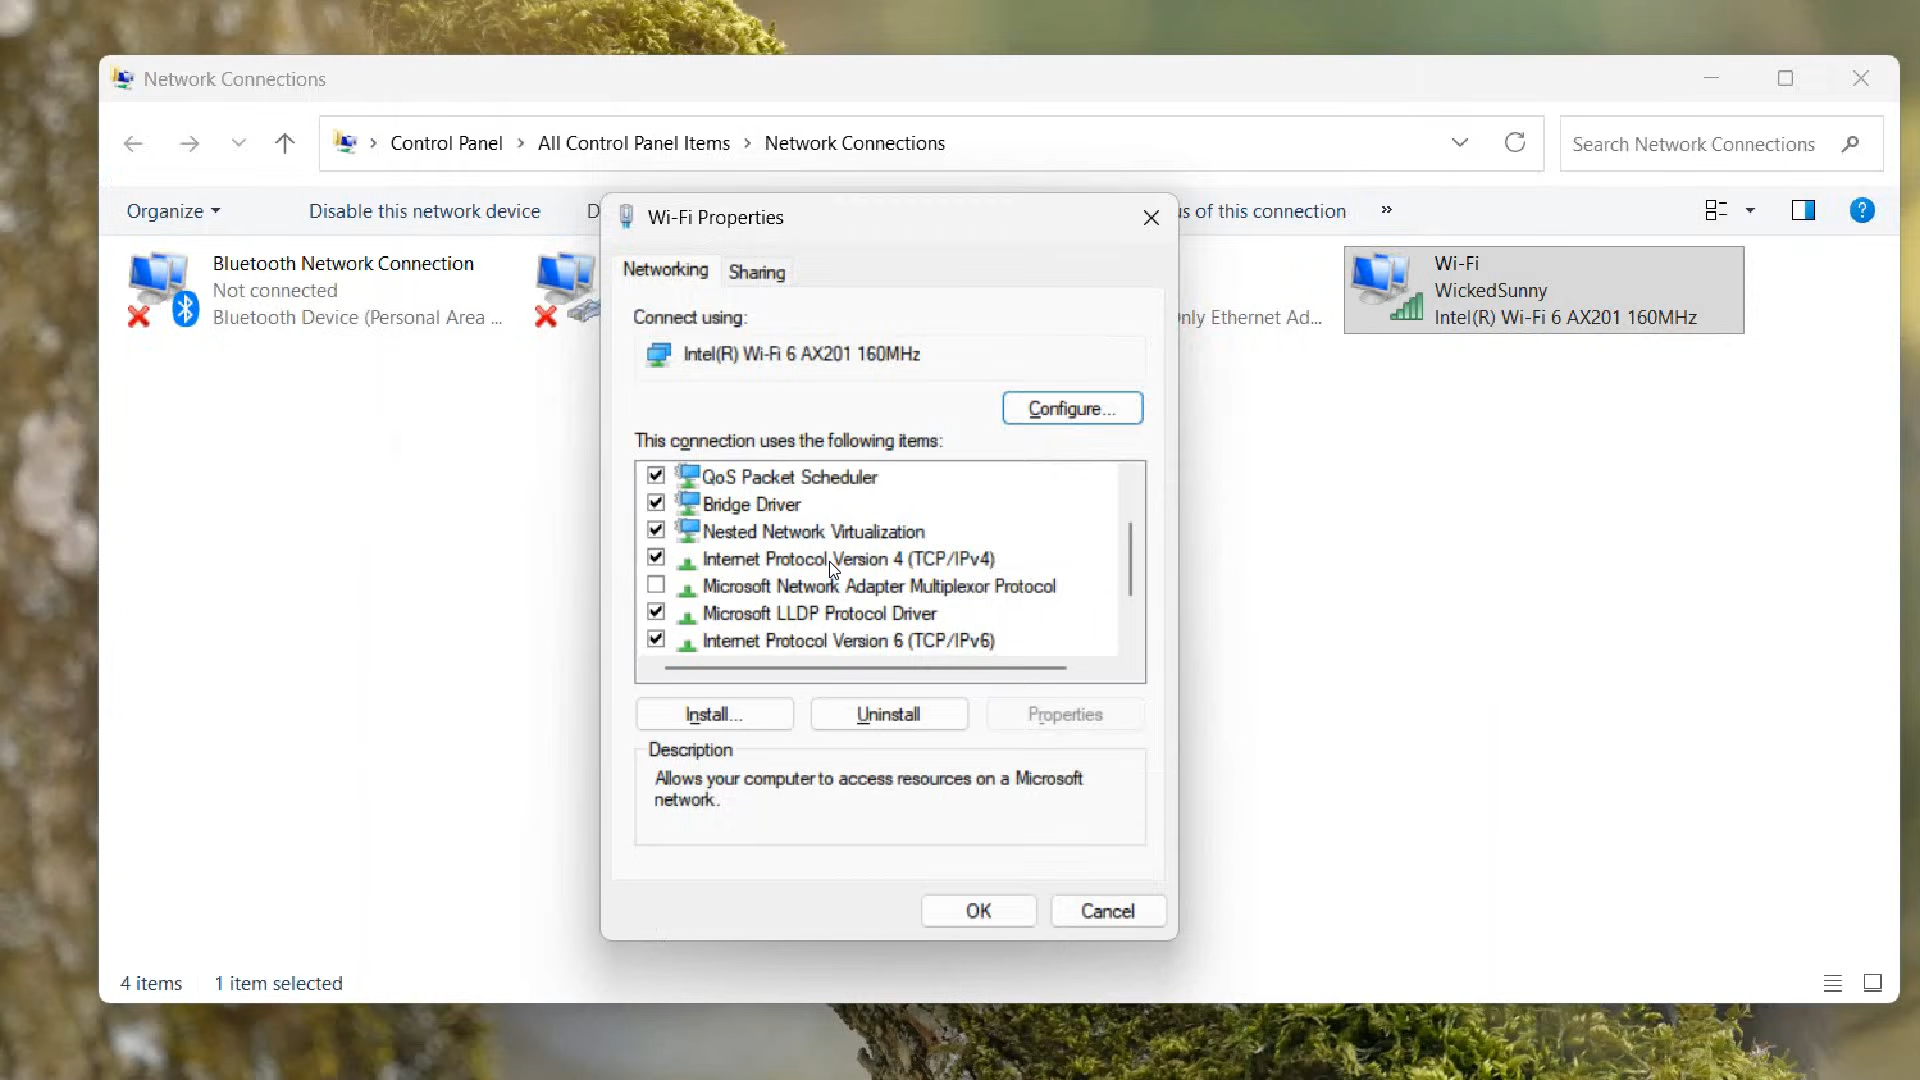 Network Connections
Control Panel > All Control Panel Items > Network Connections
Search Network Connections
Organize
Disable this network device
D
us of this connection
»
?
Bluetooth Network Connection
Not connected
Bluetooth Device (Personal Area ...
Only Ethernet Ad...
Wi-Fi
WickedSunny
Intel(R) Wi-Fi 6 AX201 160MHz
Wi-Fi Properties
Networking
Sharing
Connect using:
Intel(R) Wi-Fi 6 AX201 160MHz
Configure...
This connection uses the following items:
QoS Packet Scheduler
Bridge Driver
Nested Network Virtualization
Internet Protocol Version 4 (TCP/IPv4)
Microsoft Network Adapter Multiplexor Protocol
Microsoft LLDP Protocol Driver
Internet Protocol Version 6 (TCP/IPv6)
Install...
Uninstall
Properties
Description
Allows your computer to access resources on a Microsoft
network.
OK
Cancel
4 items
1 item selected